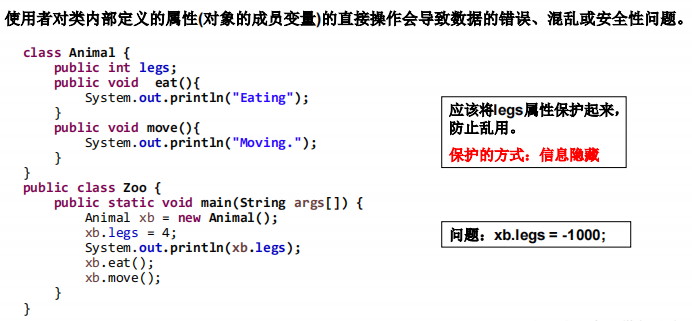 使用者对类内部定义的属性(对象的成员变量)的直接操作会导致数据的错误、混乱或安全性问题。
class Animal {
public int legs;
public void  eat(){
System.out.println("Eating");
}
public void move(){
System.out.println("Moving.");
}
}
public class Zoo {
public static void main(String args[]) {
Animal xb = new Animal();
xb.legs = 4;
System.out.println(xb.legs);
xb.eat();
xb.move();
}
}
应该将legs属性保护起来，
防止乱用。
保护的方式：信息隐藏
问题：xb.legs = -1000;